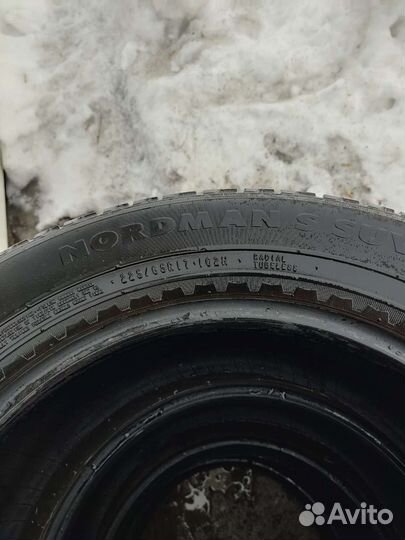 NORDMAN S SUV
225/65R17 102H
RADIAL
TUBELESS
Avito